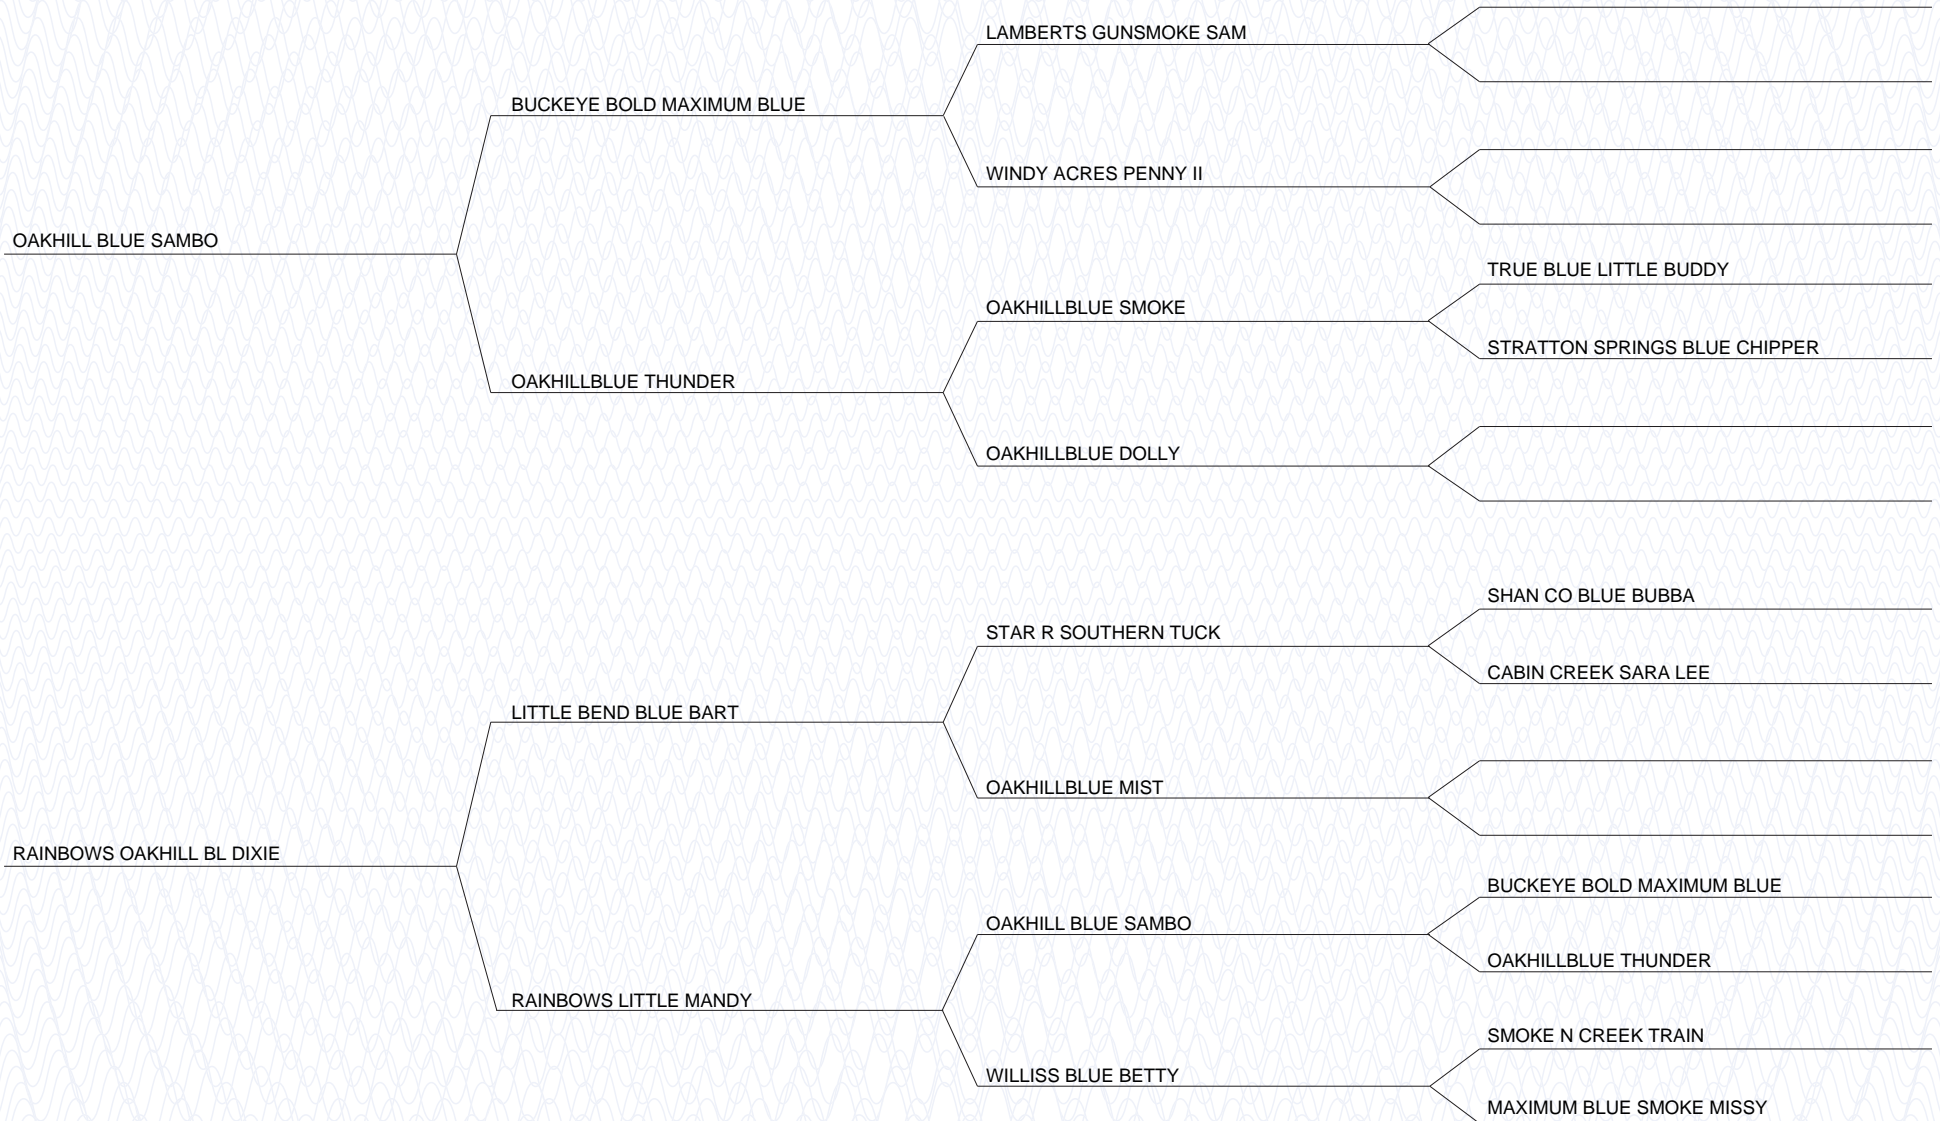 LAMBERTS GUNSMOKE SAM
BUCKEYE BOLD MAXIMUM BLUE
WINDY ACRES PENNY II
OAKHILL BLUE SAMBO
TRUE BLUE LITTLE BUDDY
OAKHILLBLUE SMOKE
STRATTON SPRINGS BLUE CHIPPER
OAKHILLBLUE THUNDER
OAKHILLBLUE DOLLY
SHAN CO BLUE BUBBA
STAR R SOUTHERN TUCK
CABIN CREEK SARA LEE
LITTLE BEND BLUE BART
OAKHILLBLUE MIST
RAINBOWS OAKHILL BL DIXIE
BUCKEYE BOLD MAXIMUM BLUE
OAKHILL BLUE SAMBO
OAKHILLBLUE THUNDER
RAINBOWS LITTLE MANDY
SMOKE N CREEK TRAIN
WILLISS BLUE BETTY
MAXIMUM BLUE SMOKE MISSY